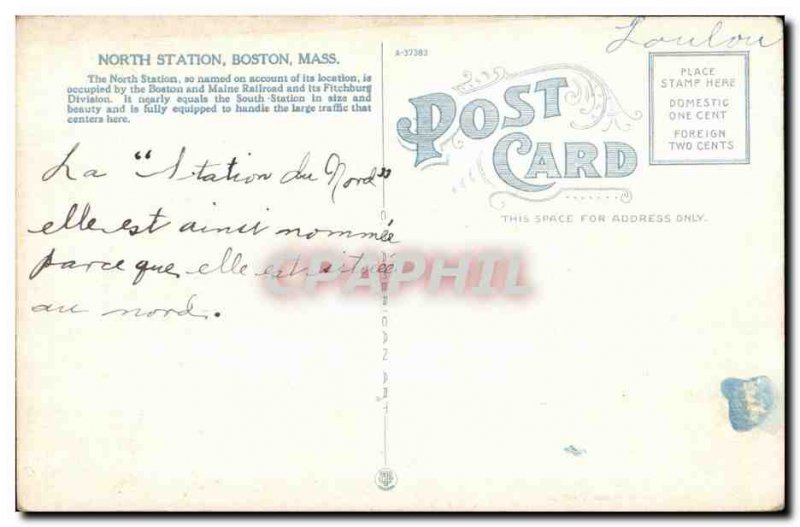 NORTH STATION, BOSTON, MASS.
The North Station, so named on account of its location, is
occupied by the Boston and Maine Railroad and its Fitchburg
Division. It nearly equals the South Station in size and
beauty and is fully equipped to handle the large traffic that
centers here.
La "Station du Nord"
elle est ainsi nommée
parce que elle est située
au nord.
A-37383
Loulou
POST
CARD
PLACE
STAMP HERE
DOMESTIC
ONE CENT
FOREIGN
TWO CENTS
THIS SPACE FOR ADDRESS ONLY.
CPAPHIL
C.T. AMERICAN ART